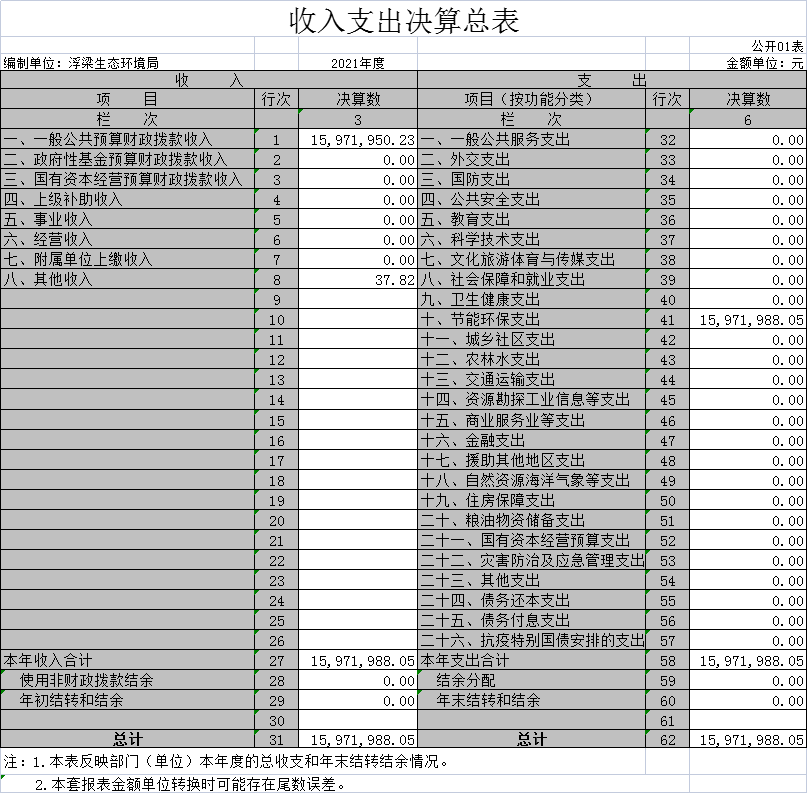 收入支出决算总表
公开01表
编制单位：浮梁生态环境局 2021年度 金额单位：元
收 入 支 出
项 目 行次 决算数 项目（按功能分类） 行次 决算数
栏 次 3 栏 次 6
一、一般公共预算财政拨款收入 1 15,971,950.23 一、一般公共服务支出 32 0.00
二、政府性基金预算财政拨款收入 2 0.00 二、外交支出 33 0.00
三、国有资本经营预算财政拨款收入 3 0.00 三、国防支出 34 0.00
四、上级补助收入 4 0.00 四、公共安全支出 35 0.00
五、事业收入 5 0.00 五、教育支出 36 0.00
六、经营收入 6 0.00 六、科学技术支出 37 0.00
七、附属单位上缴收入 7 0.00 七、文化旅游体育与传媒支出 38 0.00
八、其他收入 8 37.82 八、社会保障和就业支出 39 0.00
9 九、卫生健康支出 40 0.00
10 十、节能环保支出 41 15,971,988.05
11 十一、城乡社区支出 42 0.00
12 十二、农林水支出 43 0.00
13 十三、交通运输支出 44 0.00
14 十四、资源勘探工业信息等支出 45 0.00
15 十五、商业服务业等支出 46 0.00
16 十六、金融支出 47 0.00
17 十七、援助其他地区支出 48 0.00
18 十八、自然资源海洋气象等支出 49 0.00
19 十九、住房保障支出 50 0.00
20 二十、粮油物资储备支出 51 0.00
21 二十一、国有资本经营预算支出 52 0.00
22 二十二、灾害防治及应急管理支出 53 0.00
23 二十三、其他支出 54 0.00
24 二十四、债务还本支出 55 0.00
25 二十五、债务付息支出 56 0.00
26 二十六、抗疫特别国债安排的支出 57 0.00
本年收入合计 27 15,971,988.05 本年支出合计 58 15,971,988.05
使用非财政拨款结余 28 0.00 结余分配 59 0.00
年初结转和结余 29 0.00 年末结转和结余 60 0.00
30 61
总计 31 15,971,988.05 总计 62 15,971,988.05
注：1.本表反映部门（单位）本年度的总收支和年末结转结余情况。
2.本套报表金额单位转换时可能存在尾数误差。